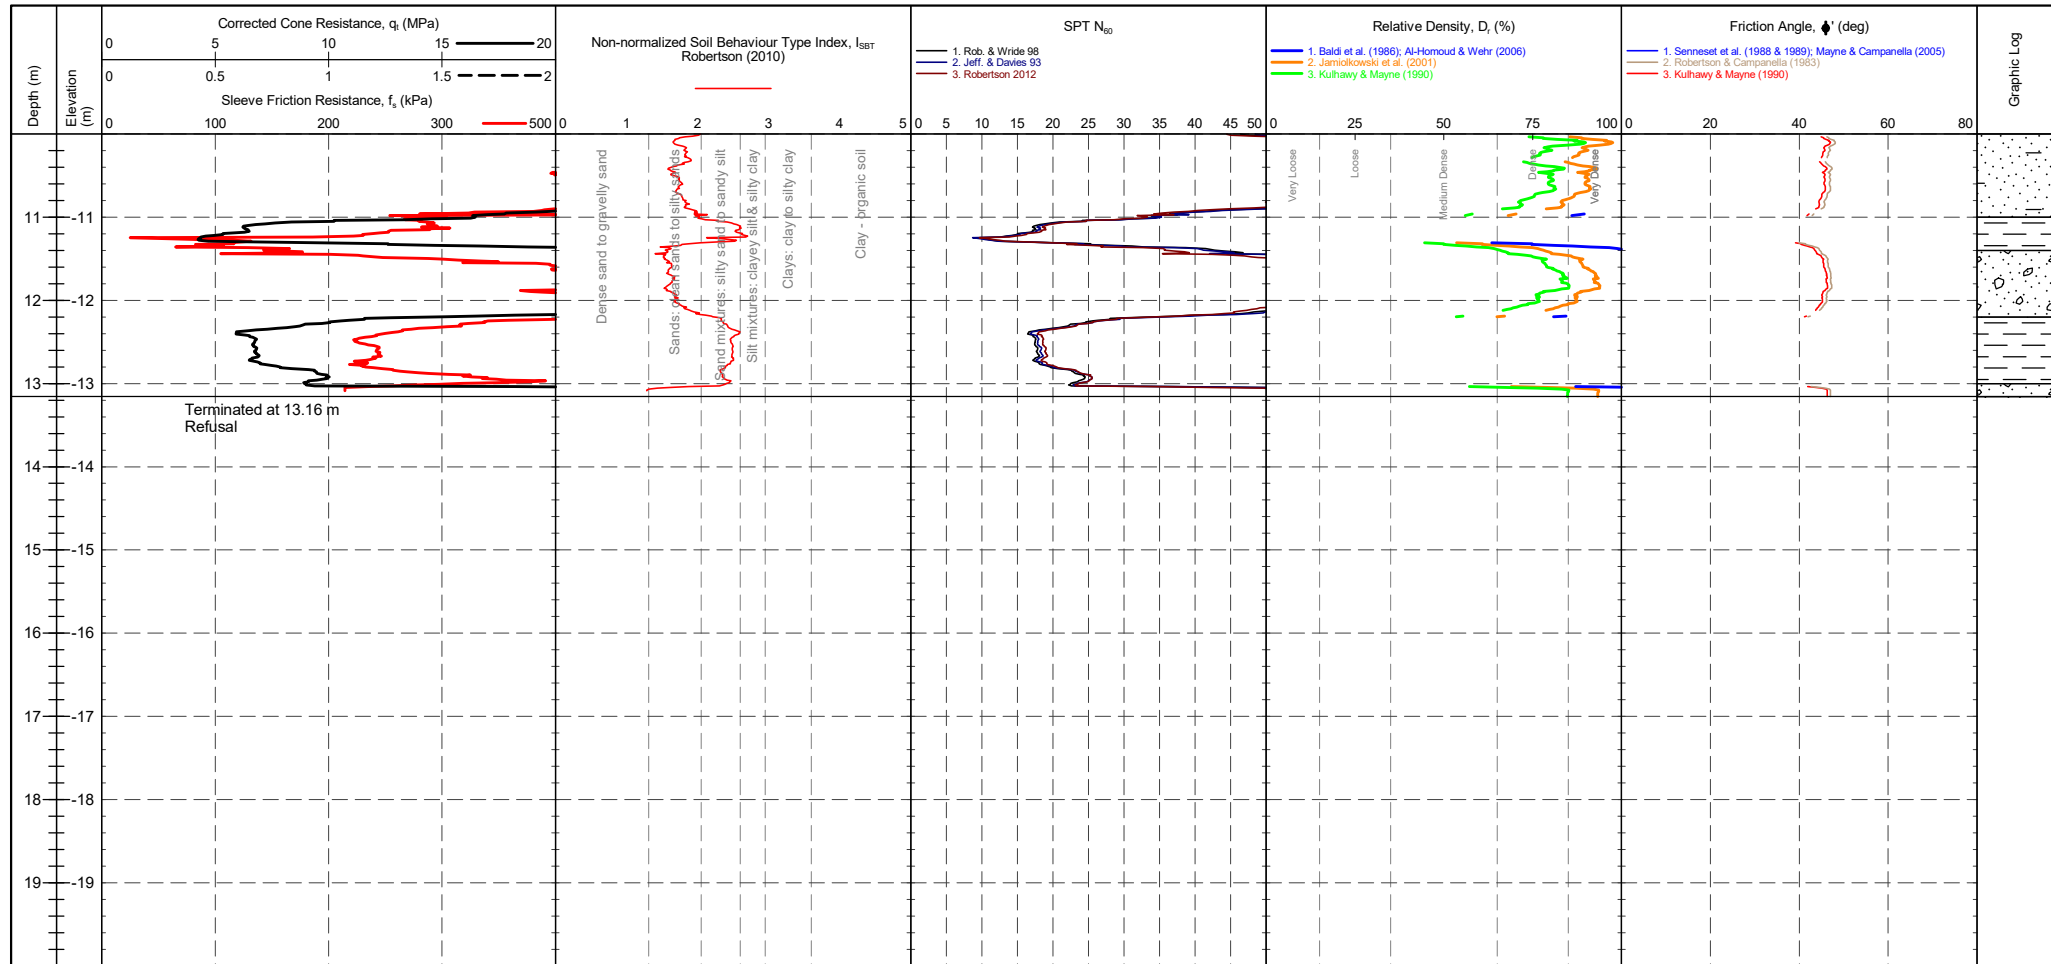 Depth (m)
Elevation
(m)
Corrected Cone Resistance, qt (MPa)
0 5 10 15 20
0 0.5 1 1.5 2
Sleeve Friction Resistance, fs (kPa)
0 100 200 300 500
Non-normalized Soil Behaviour Type Index, ISBT
Robertson (2010)
0 1 2 3 4 5
SPT N60
1. Rob. & Wride 98
2. Jeff. & Davies 93
3. Robertson 2012
0 5 10 15 20 25 30 35 40 45 50
Relative Density, Dr (%)
1. Baldi et al. (1986); Al-Homoud & Wehr (2006)
2. Jamiolkowski et al. (2001)
3. Kulhawy & Mayne (1990)
0 25 50 75 100
Friction Angle, ϕ' (deg)
1. Senneset et al. (1988 & 1989); Mayne & Campanella (2005)
2. Robertson & Campanella (1983)
3. Kulhawy & Mayne (1990)
0 20 40 60 80
Graphic Log
Dense sand to gravelly sand
Sands: clean sands to silty sands
Sand mixtures: silty sand to sandy silt
Silt mixtures: clayey silt & silty clay
Clays: clay to silty clay
Clay - organic soil
Very Loose
Loose
Medium Dense
Dense
Very Dense
11 -11
12 -12
13 -13
Terminated at 13.16 m
Refusal
14 -14
15 -15
16 -16
17 -17
18 -18
19 -19